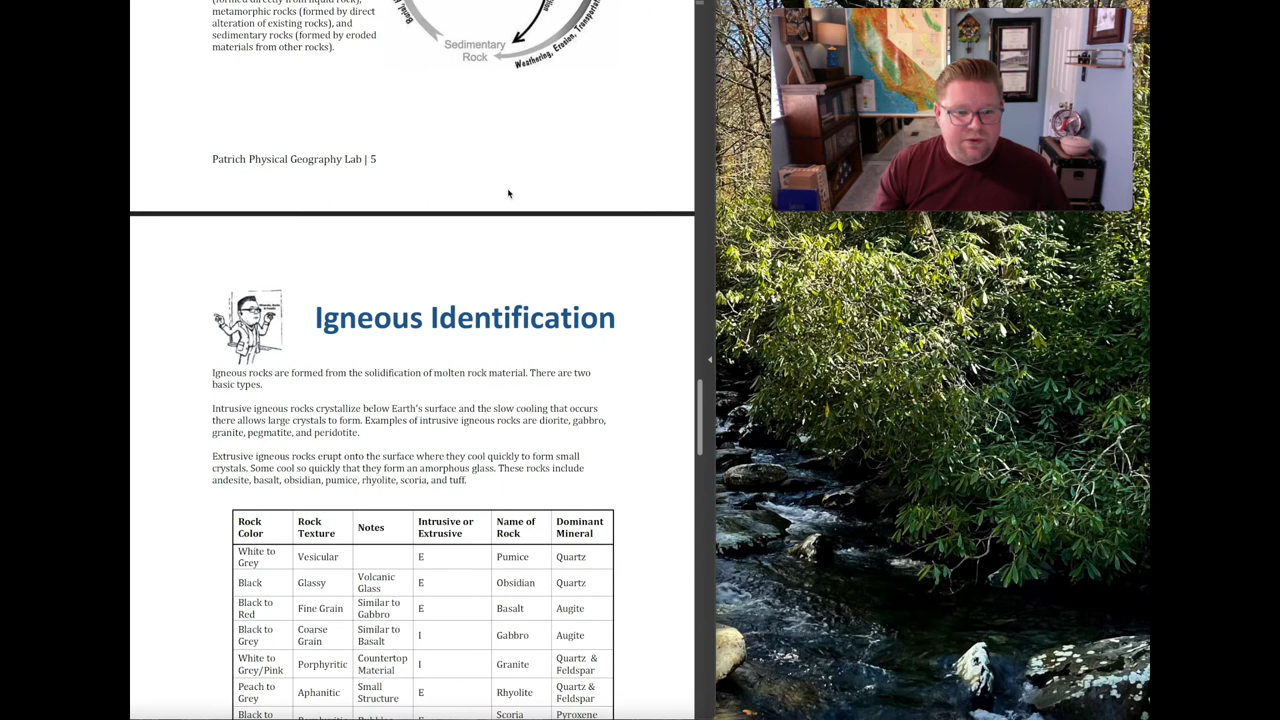 (formed directly from liquid rock),
metamorphic rocks (formed by direct
alteration of existing rocks), and
sedimentary rocks (formed by eroded
materials from other rocks).
Sedimentary
Rock
Weathering, Erosion,
Patrich Physical Geography Lab | 5
Igneous Identification
Igneous rocks are formed from the solidification of molten rock material. There are two
basic types.
Intrusive igneous rocks crystallize below Earth's surface and the slow cooling that occurs
there allows large crystals to form. Examples of intrusive igneous rocks are diorite, gabbro,
granite, pegmatite, and peridotite.
Extrusive igneous rocks erupt onto the surface where they cool quickly to form small
crystals. Some cool so quickly that they form an amorphous glass. These rocks include
andesite, basalt, obsidian, pumice, rhyolite, scoria, and tuff.
Rock Color Rock Texture Notes Intrusive or Extrusive Name of Rock Dominant Mineral
White to Grey Vesicular E Pumice Quartz
Black Glassy Volcanic Glass E Obsidian Quartz
Black to Red Fine Grain Similar to Gabbro E Basalt Augite
Black to Grey Coarse Grain Similar to Basalt I Gabbro Augite
White to Grey/Pink Porphyritic Countertop Material I Granite Quartz & Feldspar
Peach to Grey Aphanitic Small Structure E Rhyolite Quartz & Feldspar
Black to Scoria Pyroxene